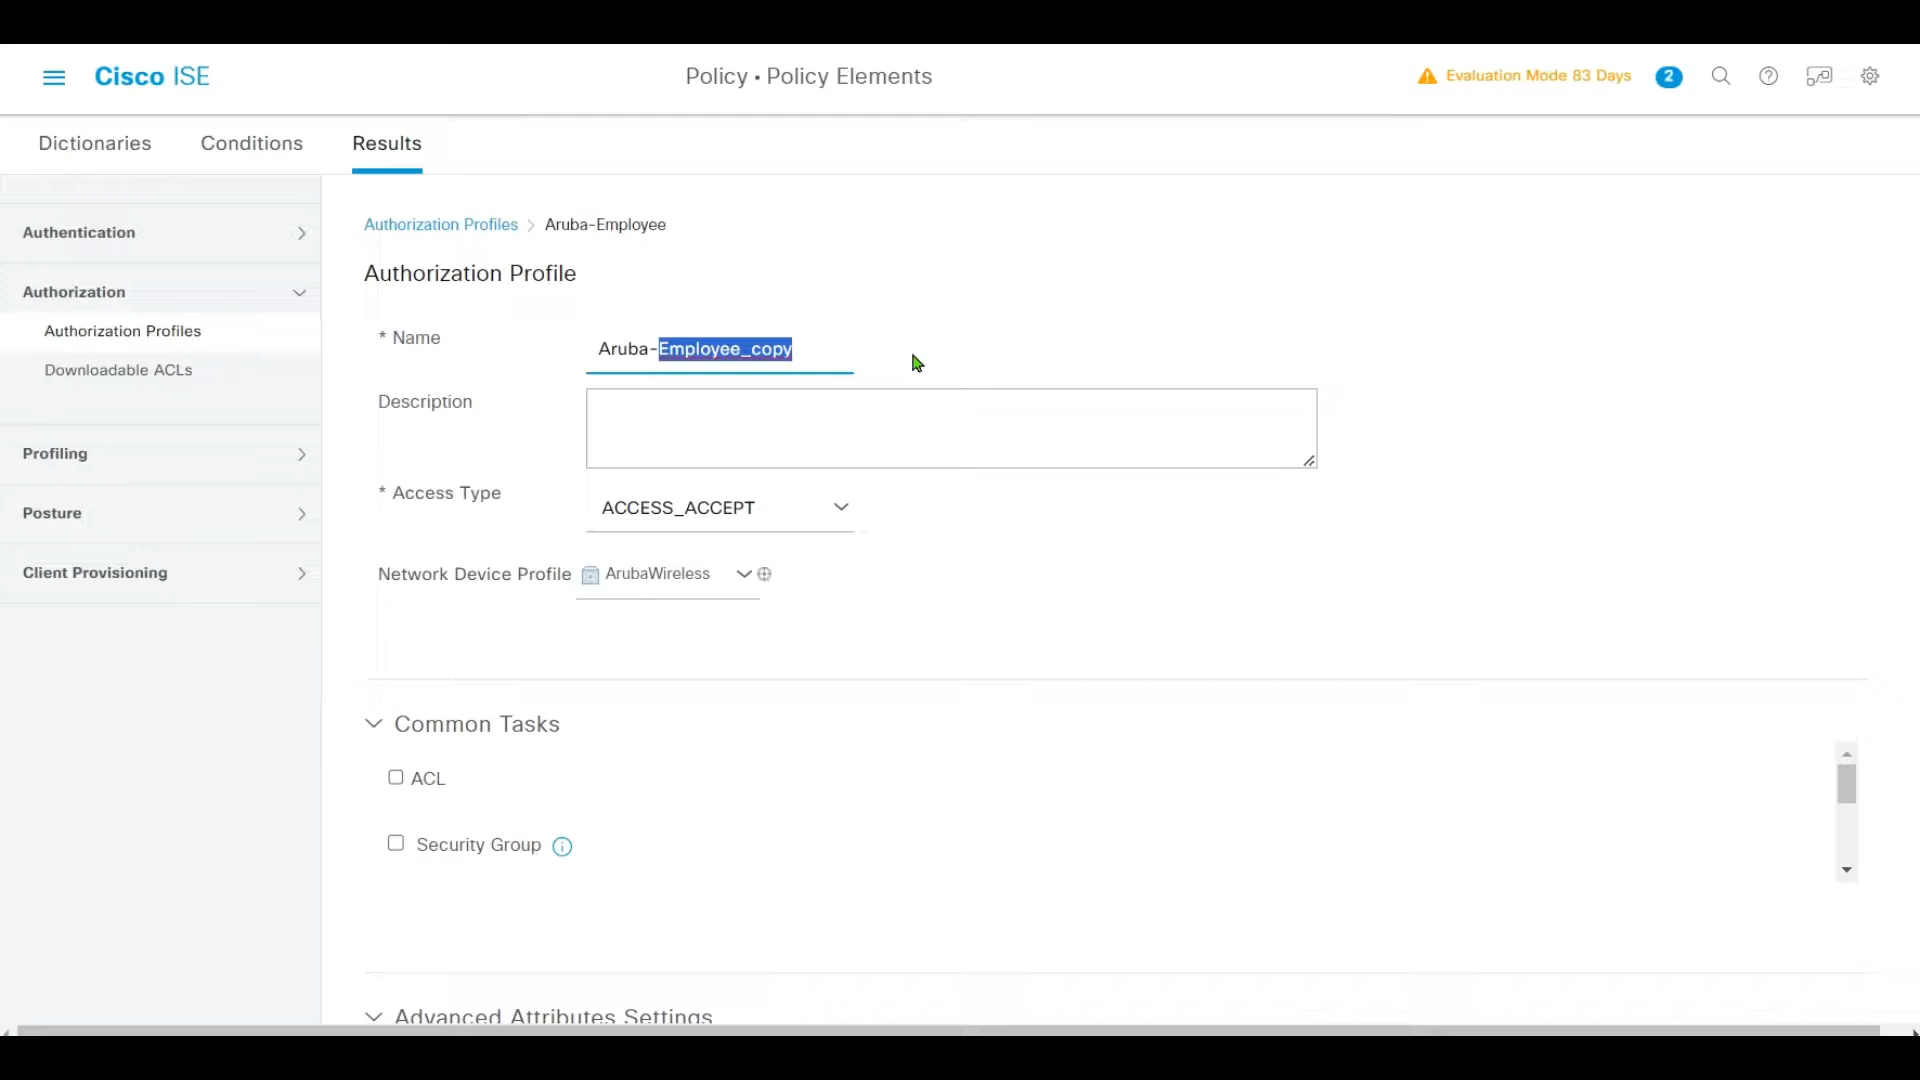 Cisco ISE
Policy • Policy Elements
Evaluation Mode 83 Days
2
Dictionaries
Conditions
Results
Authentication
Authorization
Authorization Profiles
Downloadable ACLs
Profiling
Posture
Client Provisioning
Authorization Profiles > Aruba-Employee
Authorization Profile
* Name
Aruba-Employee_copy
Description
* Access Type
ACCESS_ACCEPT
Network Device Profile
ArubaWireless
Common Tasks
ACL
Security Group
Advanced Attributes Settings